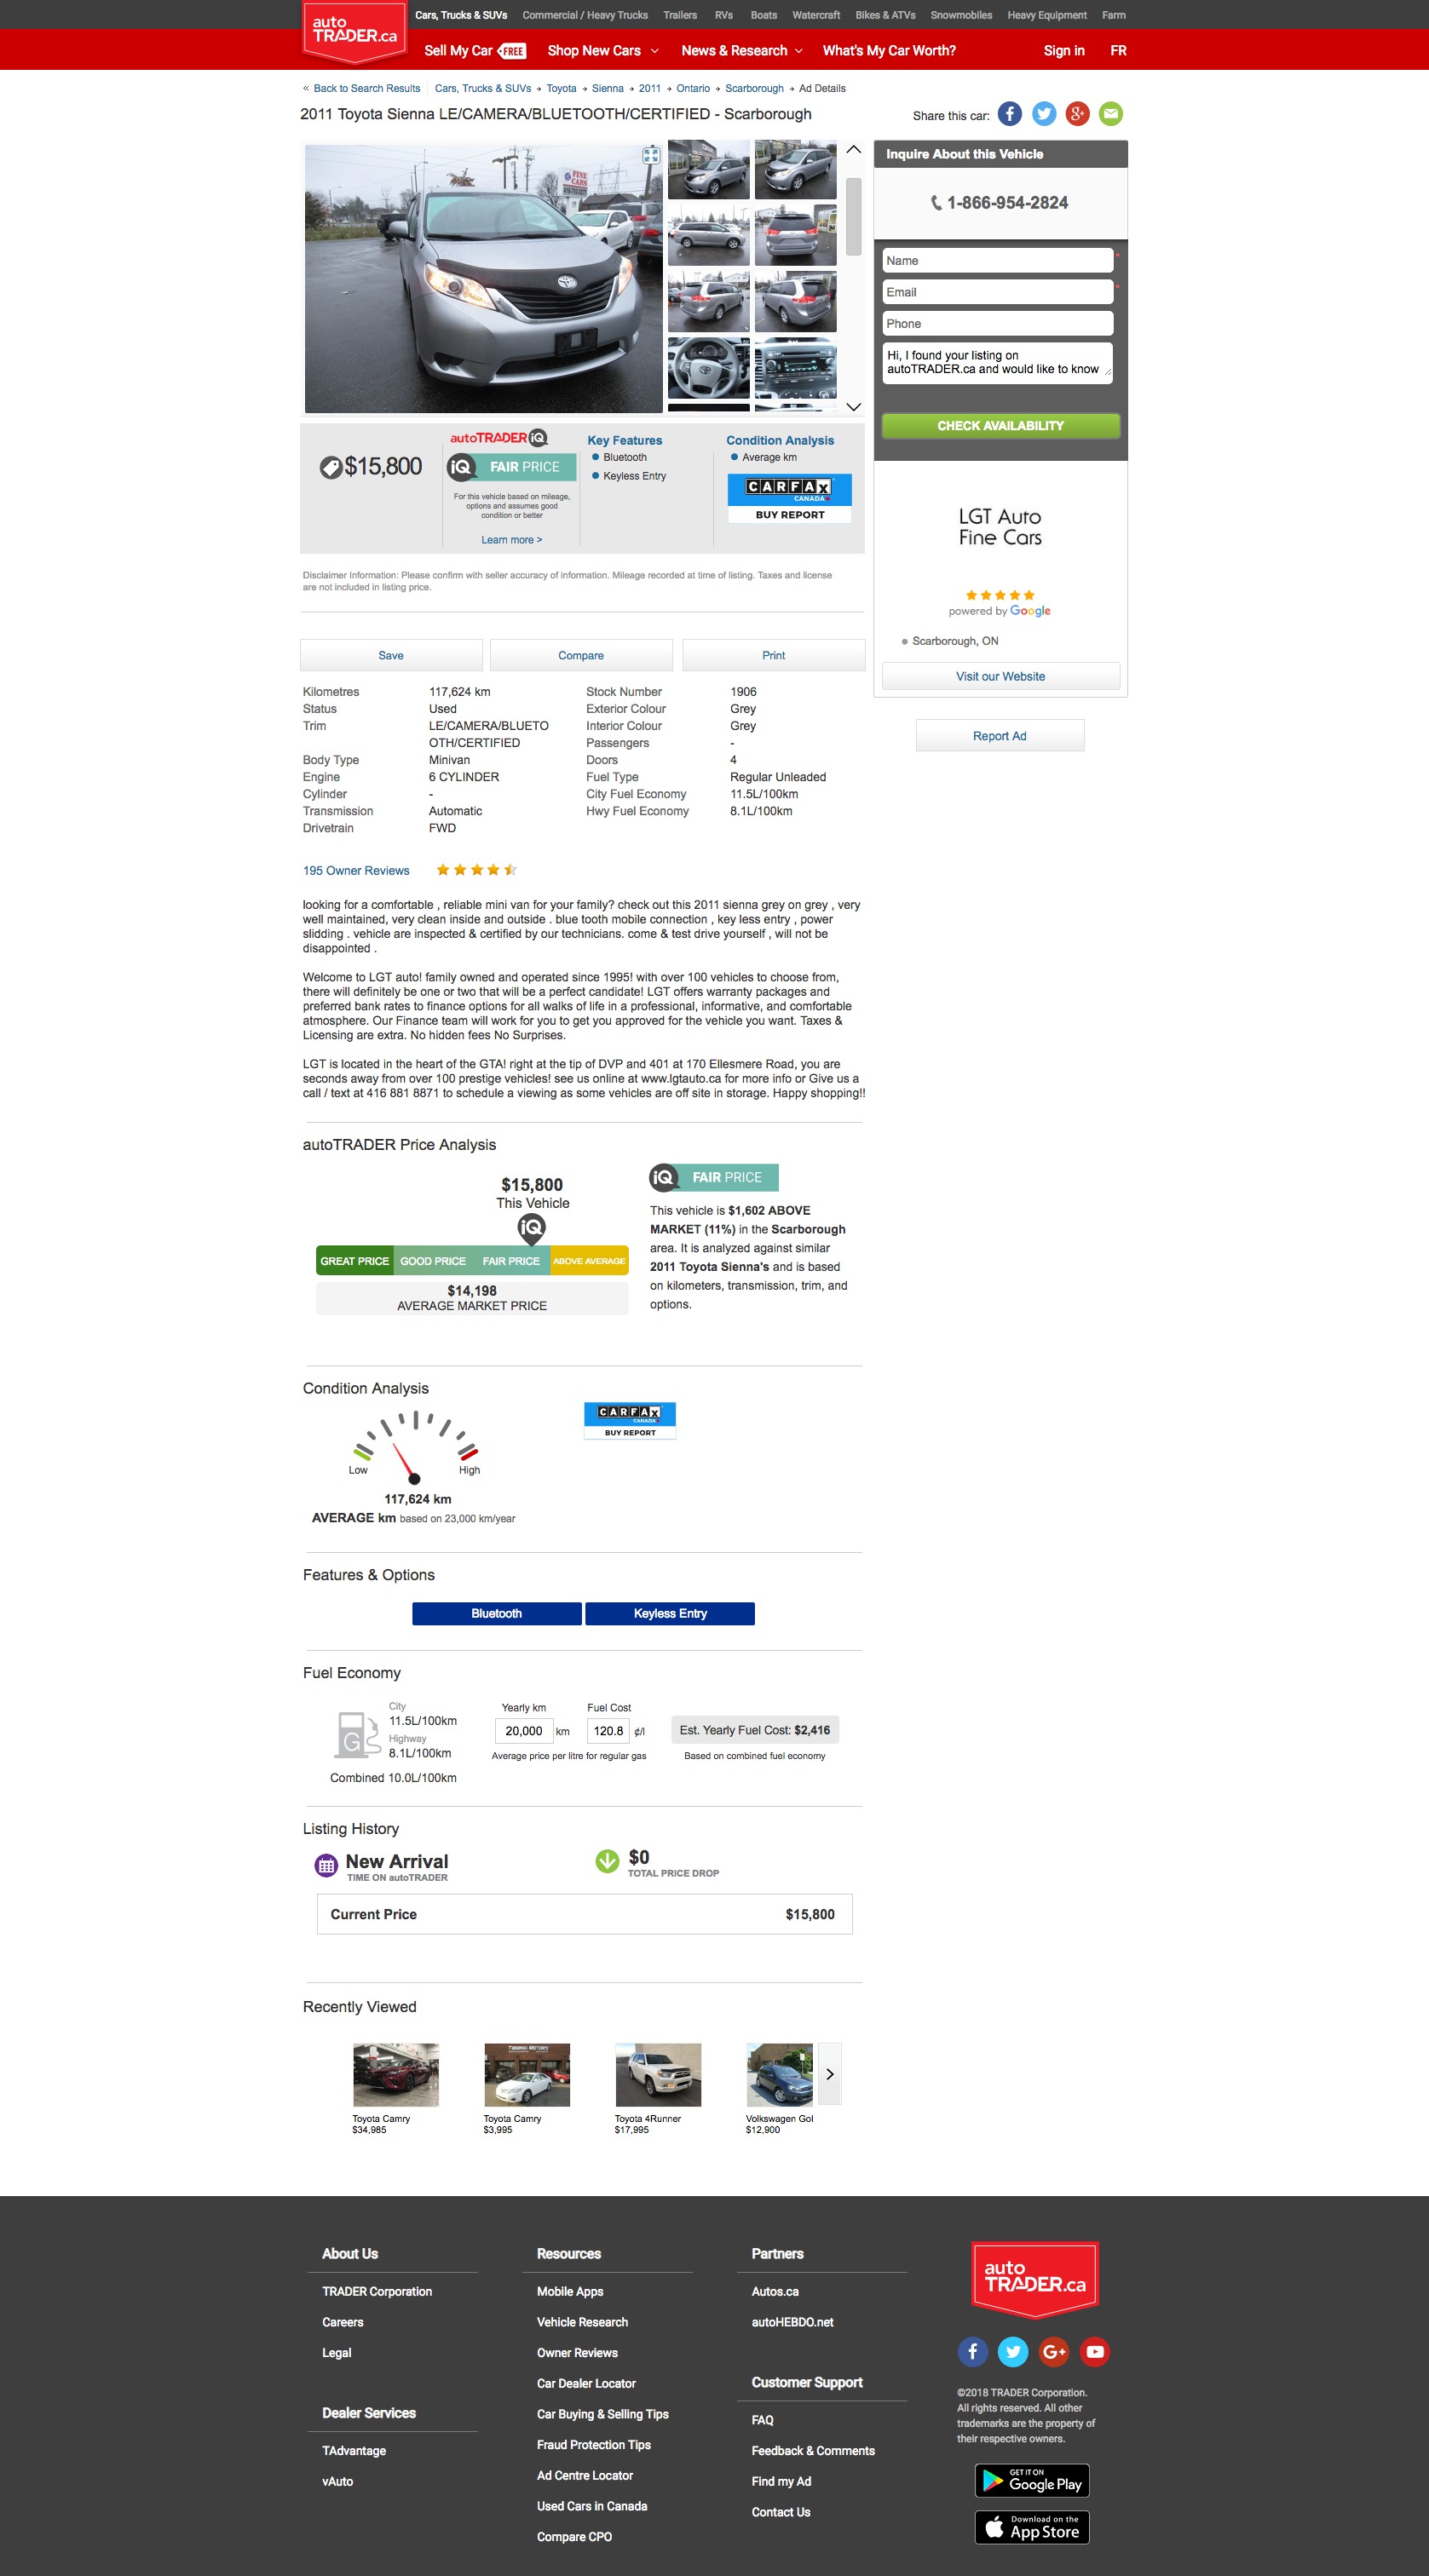 auto
TRADER.ca
Cars, Trucks & SUVs Commercial / Heavy Trucks Trailers RVs Boats Watercraft Bikes & ATVs Snowmobiles Heavy Equipment Farm
Sell My Car FREE Shop New Cars News & Research What's My Car Worth? Sign in FR
« Back to Search Results Cars, Trucks & SUVs Toyota Sienna 2011 Ontario Scarborough Ad Details
2011 Toyota Sienna LE/CAMERA/BLUETOOTH/CERTIFIED - Scarborough
Share this car:
FINE
CARS
Inquire About this Vehicle
1-866-954-2824
Name *
Email *
Phone
Hi, I found your listing on
autoTRADER.ca and would like to know
CHECK AVAILABILITY
LGT Auto
Fine Cars
powered by Google
Scarborough, ON
Visit our Website
Report Ad
$15,800
autoTRADER iQ
iQ FAIR PRICE
For this vehicle based on mileage,
options and assumes good
condition or better
Learn more >
Key Features
Bluetooth
Keyless Entry
Condition Analysis
Average km
CARFAX
CANADA
BUY REPORT
Disclaimer Information: Please confirm with seller accuracy of information. Mileage recorded at time of listing. Taxes and license
are not included in listing price.
Save Compare Print
Kilometres 117,624 km Stock Number 1906
Status Used Exterior Colour Grey
Trim LE/CAMERA/BLUETO Interior Colour Grey
OTH/CERTIFIED Passengers -
Body Type Minivan Doors 4
Engine 6 CYLINDER Fuel Type Regular Unleaded
Cylinder - City Fuel Economy 11.5L/100km
Transmission Automatic Hwy Fuel Economy 8.1L/100km
Drivetrain FWD
195 Owner Reviews
looking for a comfortable , reliable mini van for your family? check out this 2011 sienna grey on grey , very
well maintained, very clean inside and outside . blue tooth mobile connection , key less entry , power
slidding . vehicle are inspected & certified by our technicians. come & test drive yourself , will not be
disappointed .
Welcome to LGT auto! family owned and operated since 1995! with over 100 vehicles to choose from,
there will definitely be one or two that will be a perfect candidate! LGT offers warranty packages and
preferred bank rates to finance options for all walks of life in a professional, informative, and comfortable
atmosphere. Our Finance team will work for you to get you approved for the vehicle you want. Taxes &
Licensing are extra. No hidden fees No Surprises.
LGT is located in the heart of the GTA! right at the tip of DVP and 401 at 170 Ellesmere Road, you are
seconds away from over 100 prestige vehicles! see us online at www.lgtauto.ca for more info or Give us a
call / text at 416 881 8871 to schedule a viewing as some vehicles are off site in storage. Happy shopping!!
autoTRADER Price Analysis
$15,800
This Vehicle
iQ
GREAT PRICE GOOD PRICE FAIR PRICE ABOVE AVERAGE
$14,198
AVERAGE MARKET PRICE
iQ FAIR PRICE
This vehicle is $1,602 ABOVE
MARKET (11%) in the Scarborough
area. It is analyzed against similar
2011 Toyota Sienna's and is based
on kilometers, transmission, trim, and
options.
Condition Analysis
Low High
117,624 km
AVERAGE km based on 23,000 km/year
CARFAX
CANADA
BUY REPORT
Features & Options
Bluetooth Keyless Entry
Fuel Economy
G
City
11.5L/100km
Highway
8.1L/100km
Combined 10.0L/100km
Yearly km Fuel Cost
20,000 km 120.8 ¢/l
Average price per litre for regular gas
Est. Yearly Fuel Cost: $2,416
Based on combined fuel economy
Listing History
New Arrival
TIME ON autoTRADER
$0
TOTAL PRICE DROP
Current Price $15,800
Recently Viewed
Toyota Camry
$34,985
Toyota Camry
$3,995
Toyota 4Runner
$17,995
Volkswagen Gol
$12,900
About Us
TRADER Corporation
Careers
Legal
Dealer Services
TAdvantage
vAuto
Resources
Mobile Apps
Vehicle Research
Owner Reviews
Car Dealer Locator
Car Buying & Selling Tips
Fraud Protection Tips
Ad Centre Locator
Used Cars in Canada
Compare CPO
Partners
Autos.ca
autoHEBDO.net
Customer Support
FAQ
Feedback & Comments
Find my Ad
Contact Us
auto
TRADER.ca
©2018 TRADER Corporation.
All rights reserved. All other
trademarks are the property of
their respective owners.
GET IT ON
Google Play
Download on the
App Store